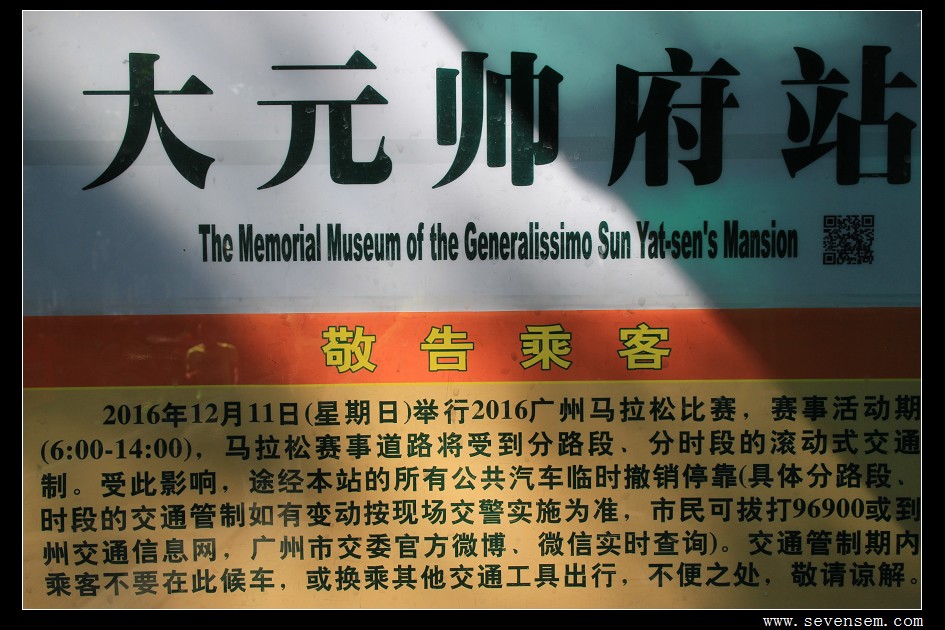 大元帅府站
The Memorial Museum of the Generalissimo Sun Yat-sen's Mansion
敬告乘客
2016年12月11日(星期日)举行2016广州马拉松比赛，赛事活动期
(6:00-14:00)，马拉松赛事道路将受到分路段、分时段的滚动式交通
制。受此影响，途经本站的所有公共汽车临时撤销停靠(具体分路段、
时段的交通管制如有变动按现场交警实施为准，市民可拔打96900或到
州交通信息网，广州市交委官方微博、微信实时查询)。交通管制期内
乘客不要在此候车，或换乘其他交通工具出行，不便之处，敬请谅解。
www.sevensem.com